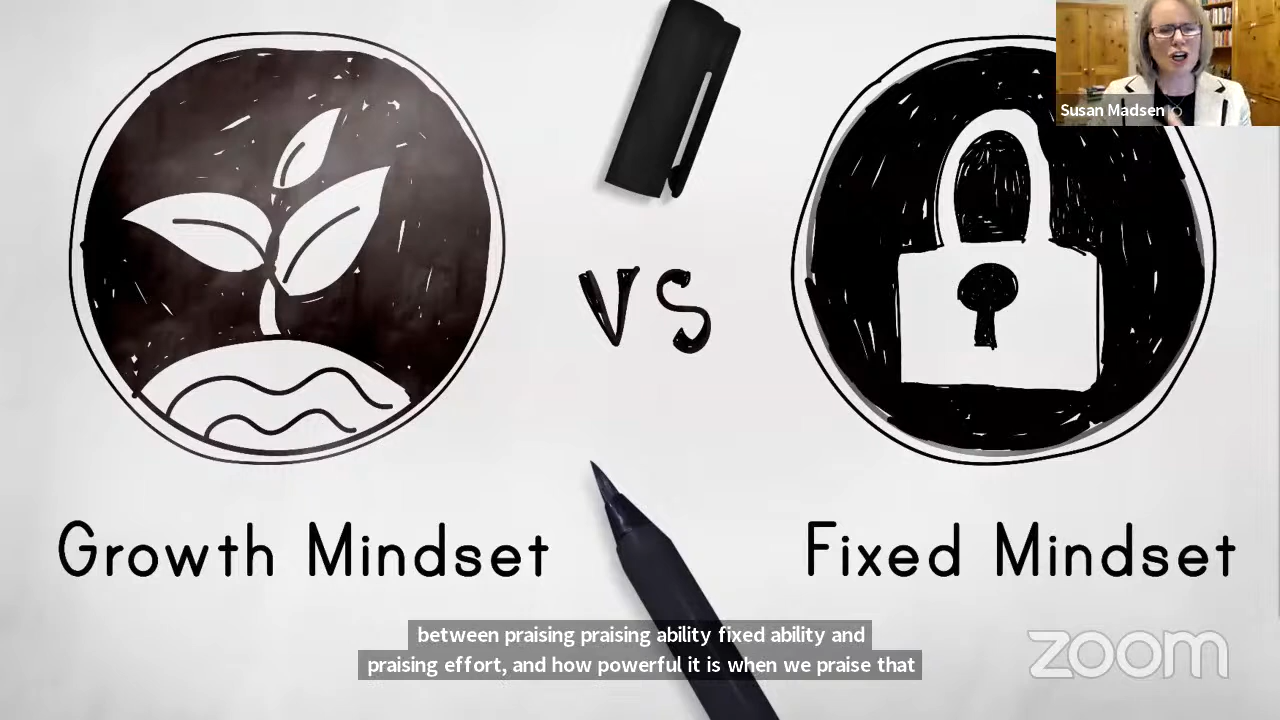 Susan Madsen
vs
Growth Mindset
Fixed Mindset
between praising praising ability fixed ability and
praising effort, and how powerful it is when we praise that
zoom